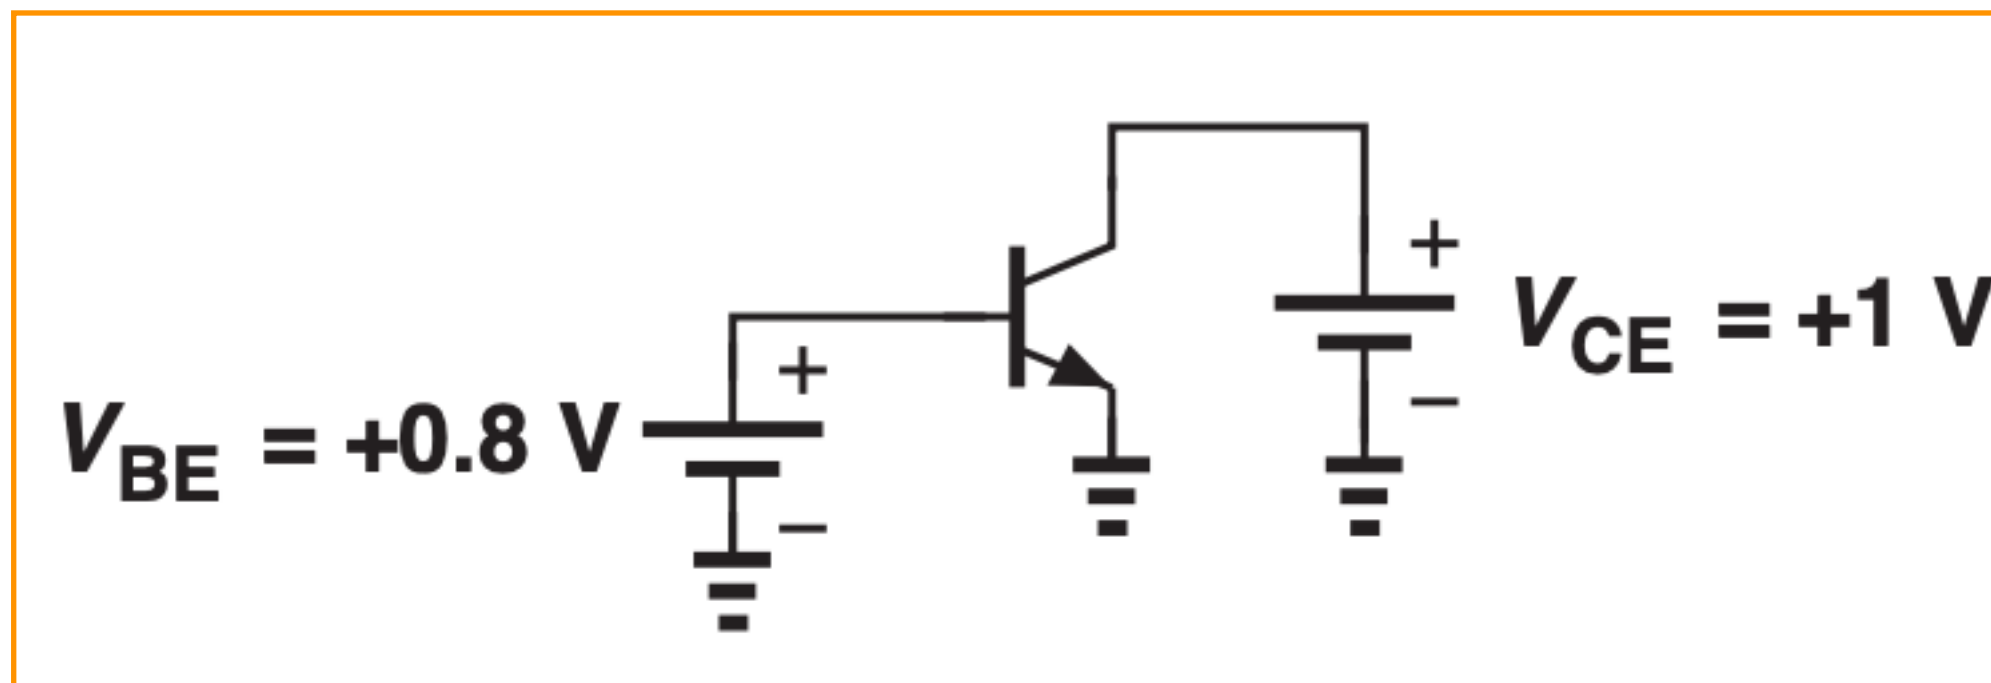 +
V_CE = +1 V
−
+
V_BE = +0.8 V
−